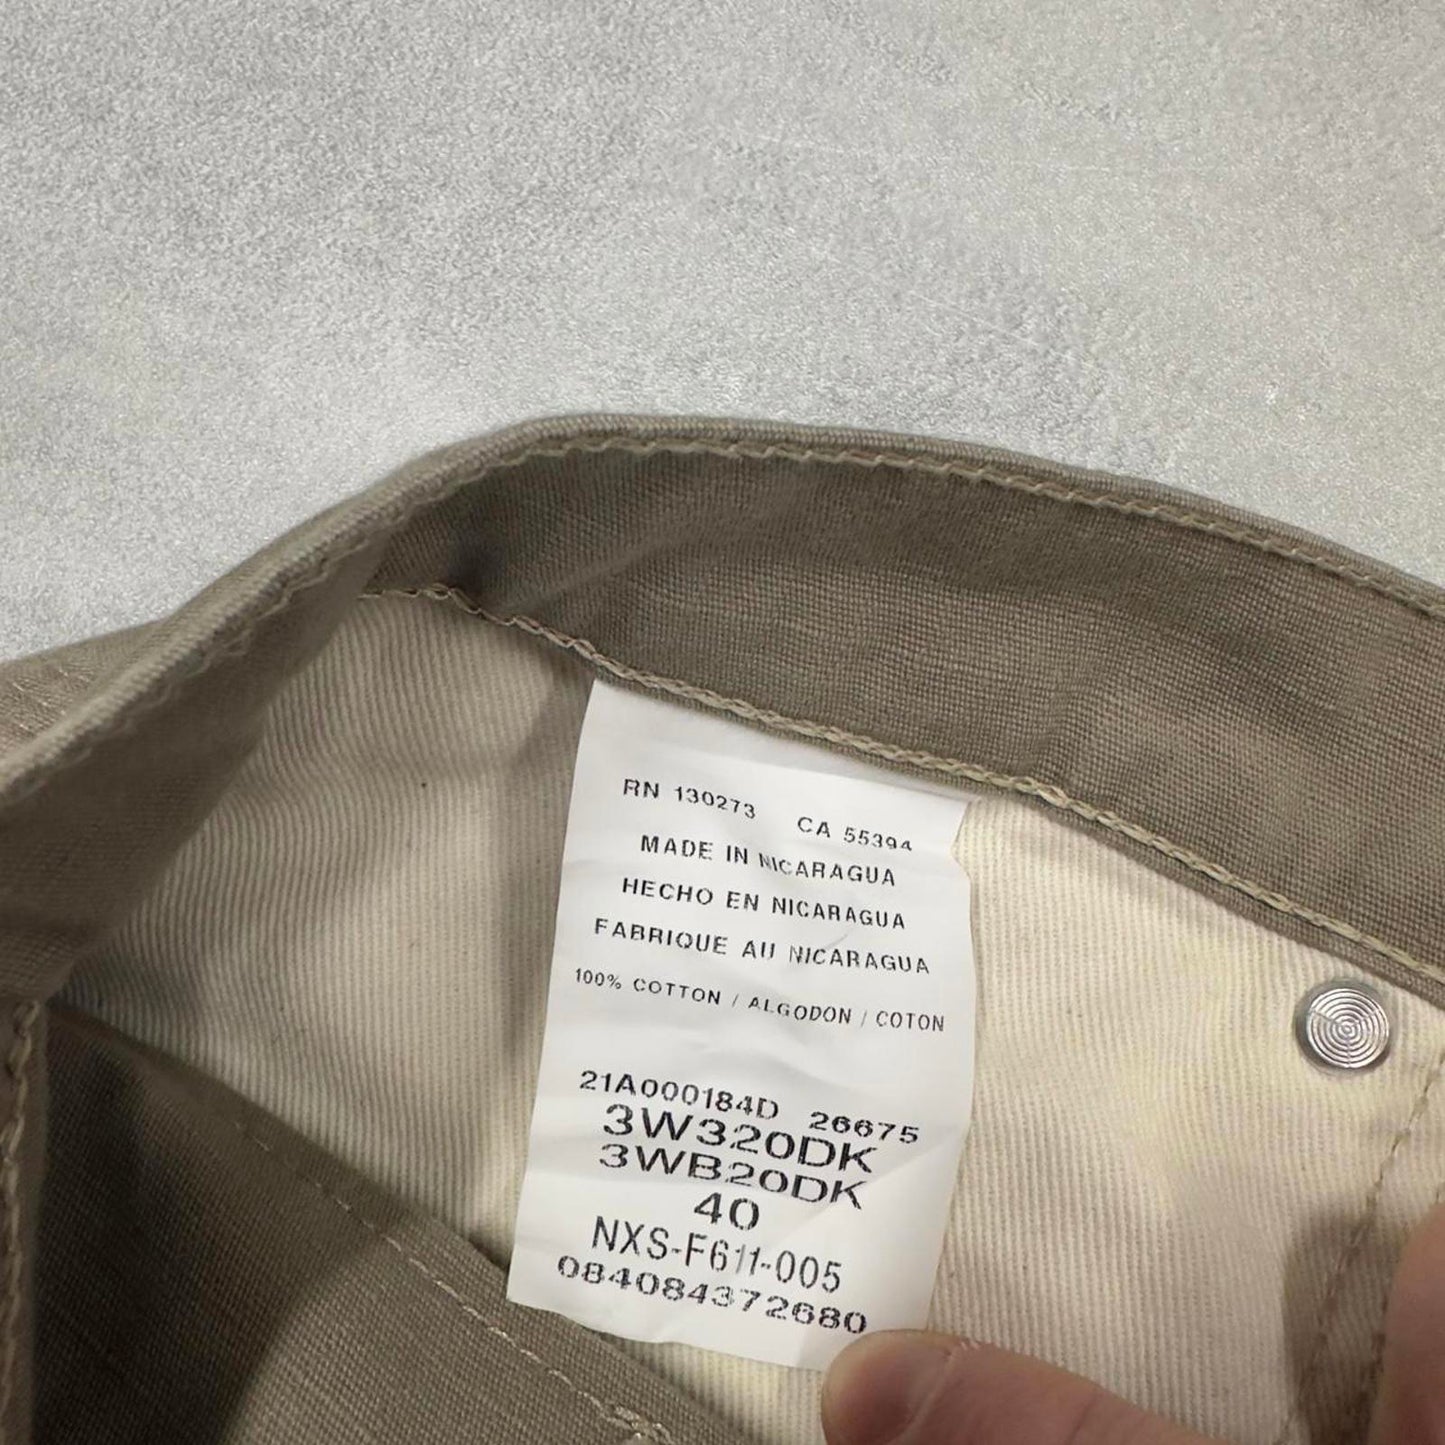 RN 130273 CA 55394
MADE IN NICARAGUA
HECHO EN NICARAGUA
FABRIQUE AU NICARAGUA
100% COTTON / ALGODON / COTON
21A000184D 26675
3W320DK
3WB20DK
40
NXS-F611-005
084084372680